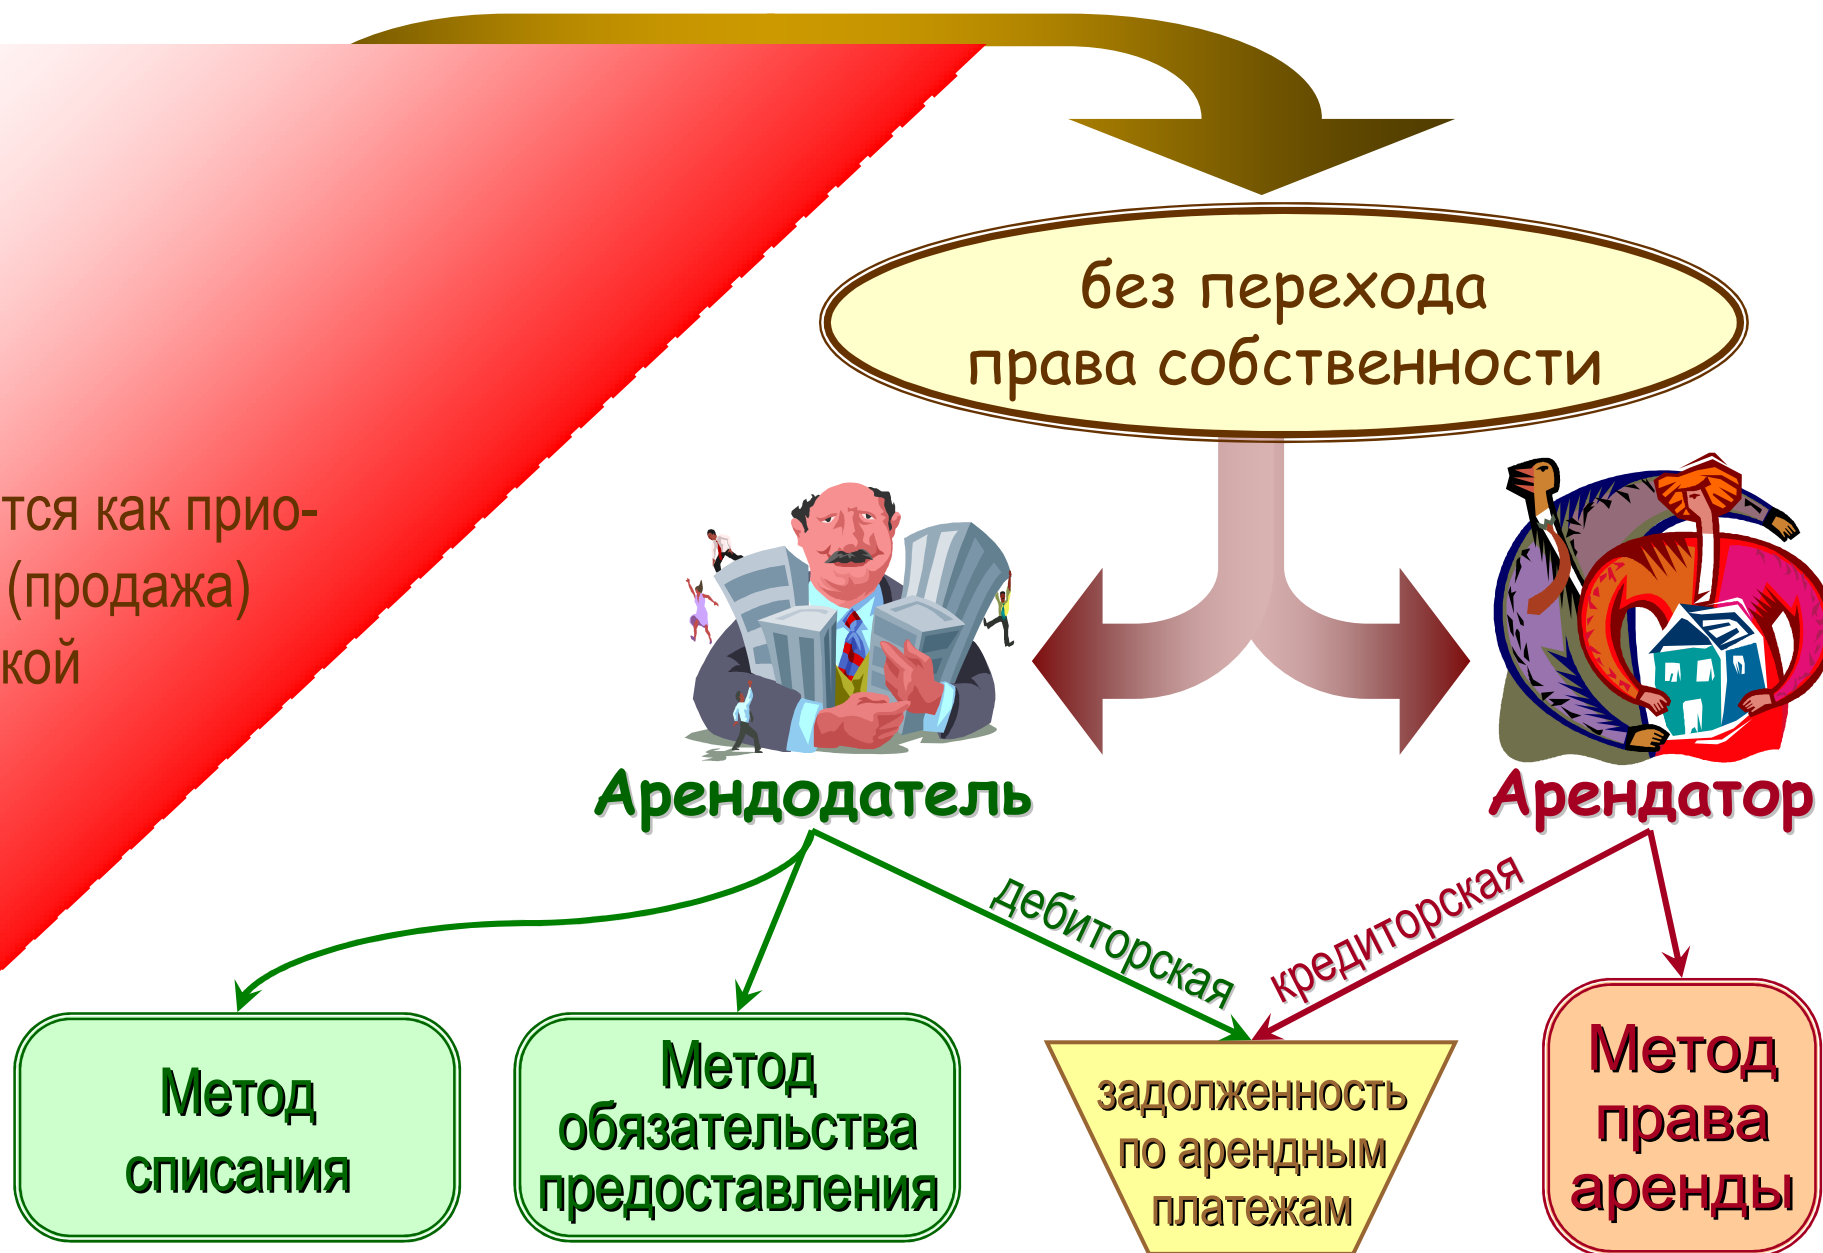 без перехода
права собственности
тся как прио-
(продажа)
кой
Арендодатель
Арендатор
дебиторская
кредиторская
Метод
списания
Метод
обязательства
предоставления
задолженность
по арендным
платежам
Метод
права
аренды